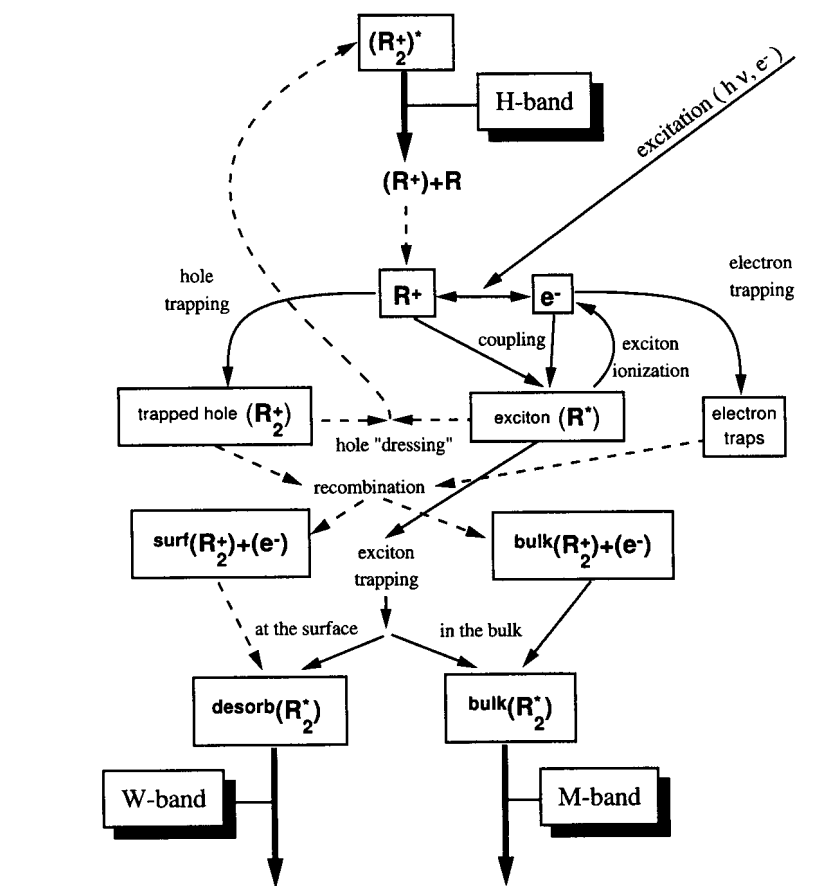 (R₂⁺)*
H-band
excitation ( h ν, e⁻)
(R⁺)+R
hole
trapping
R⁺
e⁻
electron
trapping
coupling
exciton
ionization
trapped hole (R₂⁺)
exciton (R*)
electron
traps
hole "dressing"
recombination
surf(R₂⁺)+(e⁻)
exciton
trapping
bulk(R₂⁺)+(e⁻)
at the surface
in the bulk
desorb(R₂*)
bulk(R₂*)
W-band
M-band